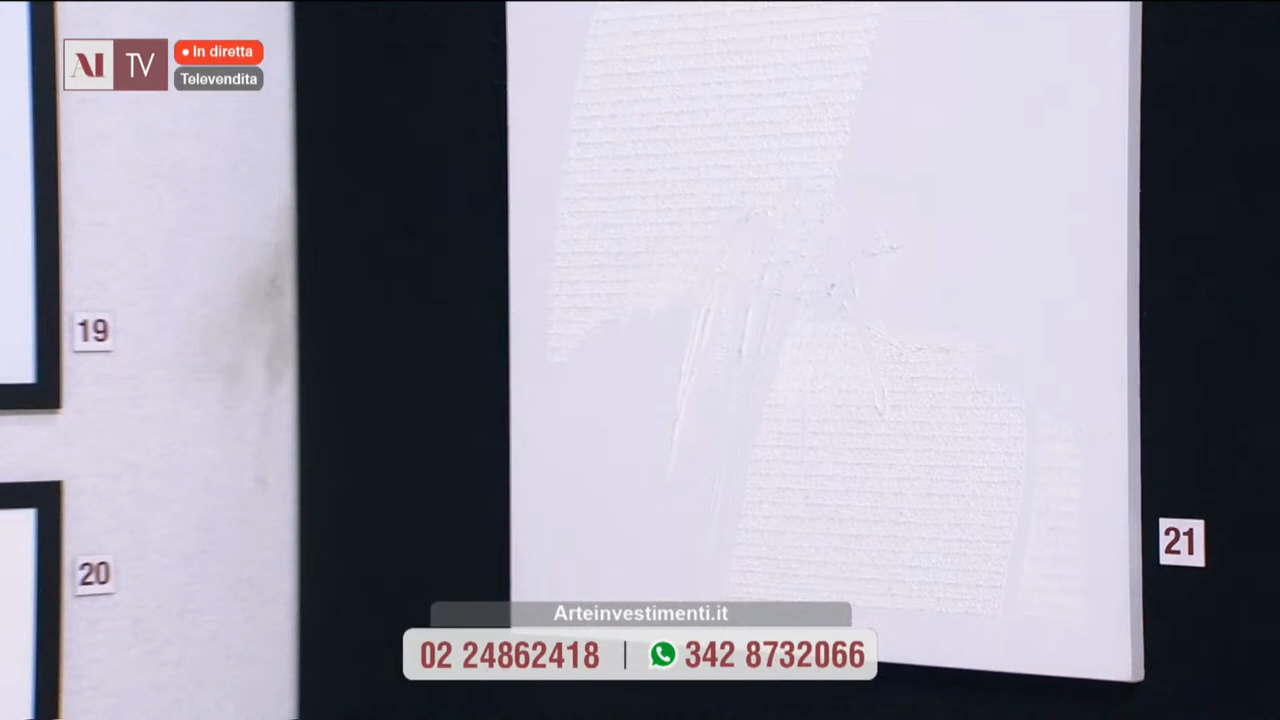 AI TV
• In diretta
Televendita
19
20
21
Arteinvestimenti.it
02 24862418 | 342 8732066